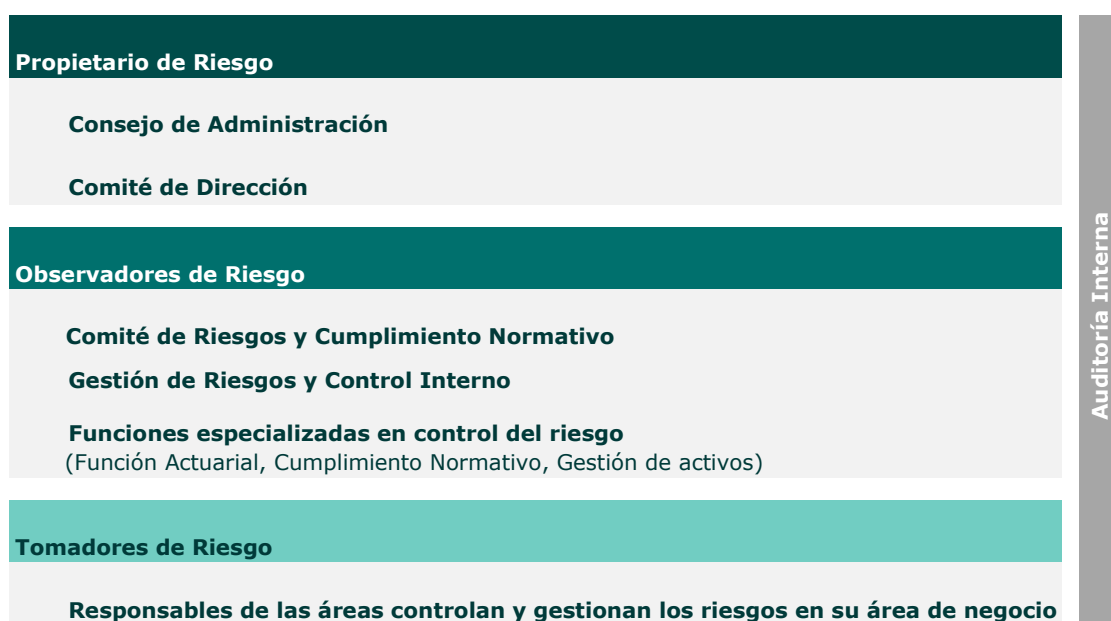 Propietario de Riesgo
Consejo de Administración
Comité de Dirección
Observadores de Riesgo
Comité de Riesgos y Cumplimiento Normativo
Gestión de Riesgos y Control Interno
Funciones especializadas en control del riesgo
(Función Actuarial, Cumplimiento Normativo, Gestión de activos)
Tomadores de Riesgo
Responsables de las áreas controlan y gestionan los riesgos en su área de negocio
Auditoría Interna